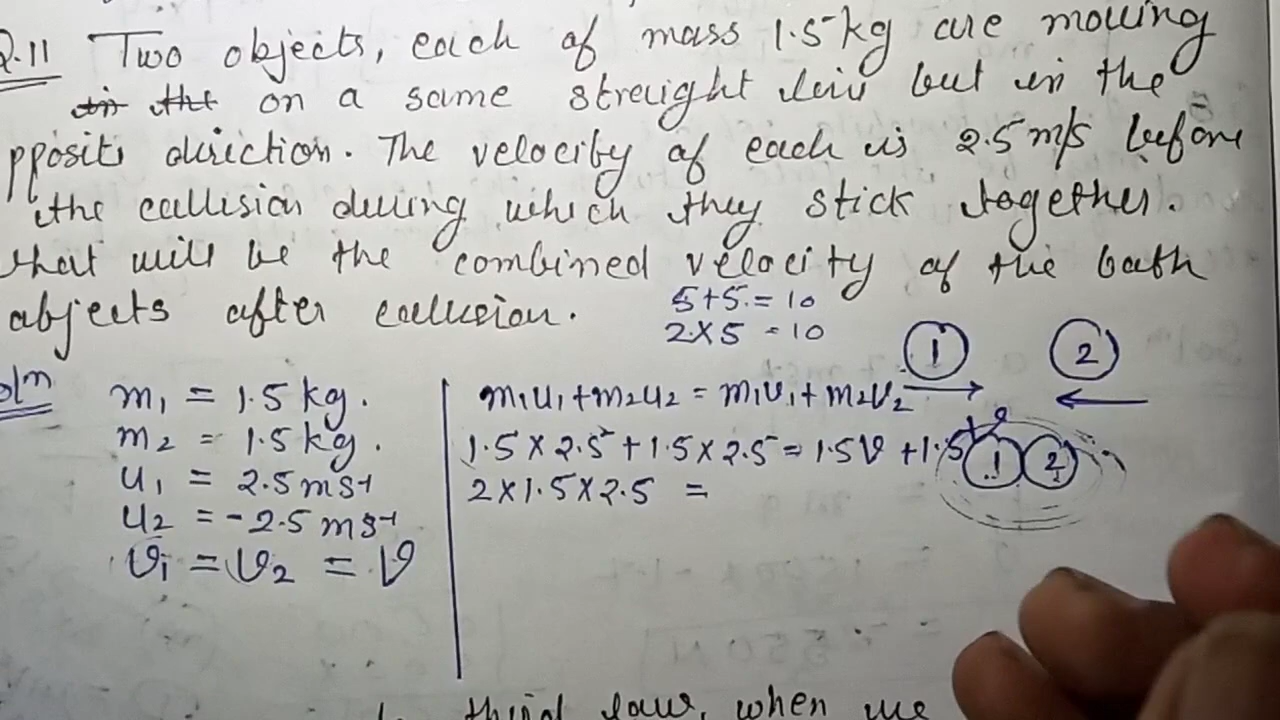 Q.11 Two objects, each of mass 1.5 kg are moving
on a same straight line but in the
opposite direction. The velocity of each is 2.5 m/s before
the collision during which they stick together.
what will be the combined velocity of the both
objects after collision.
5+5 = 10
2×5 = 10
1 2
Solⁿ
m₁ = 1.5 kg.
m₂ = 1.5 kg.
u₁ = 2.5 ms⁻¹
u₂ = -2.5 ms⁻¹
v₁ = v₂ = v
m₁u₁+m₂u₂ = m₁v₁+m₂v₂
1.5×2.5+1.5×2.5 = 1.5v +1.5
2×1.5×2.5 =
1 2
third law, when we